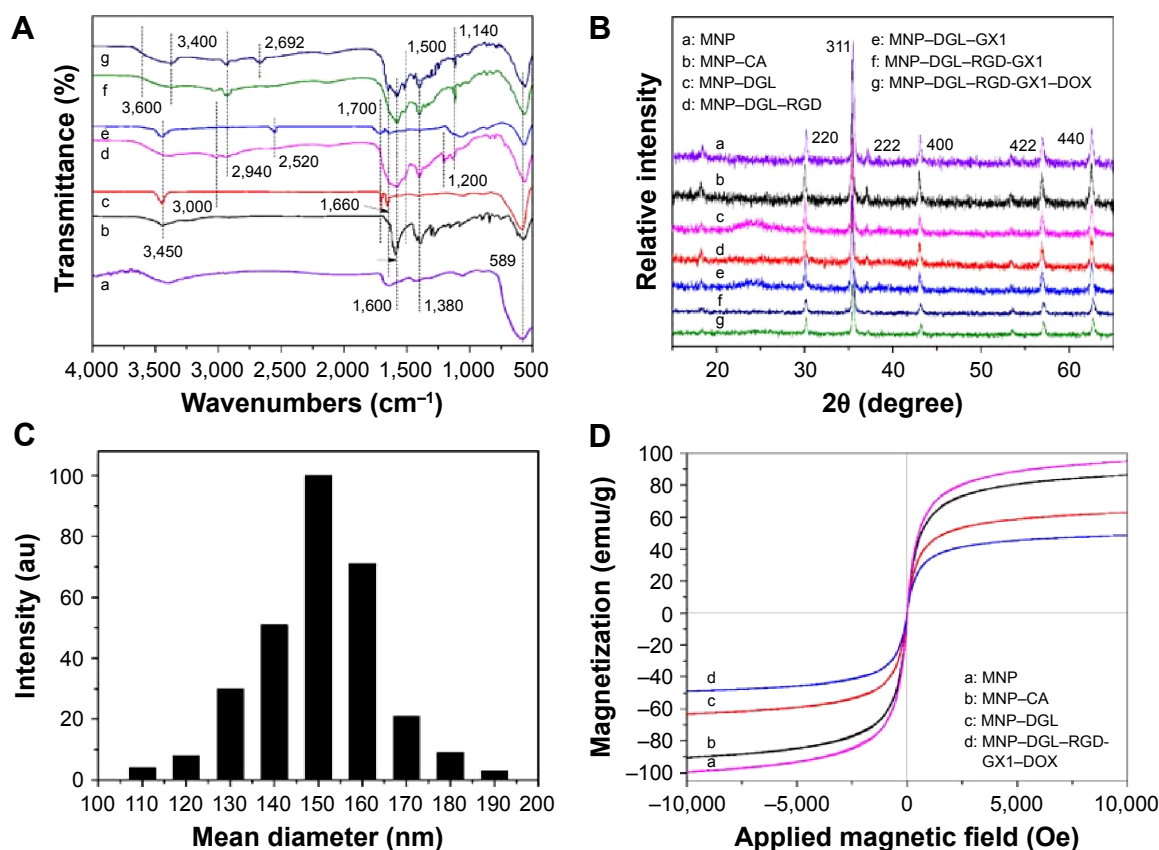 A
Transmittance (%)
3,400
2,692
1,500
1,140
g
f
3,600
1,700
e
d
2,940
2,520
1,200
c
3,000
1,660
b
3,450
589
a
1,600
1,380
4,000 3,500 3,000 2,500 2,000 1,500 1,000 500
Wavenumbers (cm⁻¹)
B
Relative intensity
a: MNP
b: MNP–CA
c: MNP–DGL
d: MNP–DGL–RGD
e: MNP–DGL–GX1
f: MNP–DGL–RGD-GX1
g: MNP–DGL–RGD-GX1–DOX
311
220
222
400
422
440
a
b
c
d
e
f
g
20 30 40 50 60
2θ (degree)
C
Intensity (au)
100
80
60
40
20
0
100 110 120 130 140 150 160 170 180 190 200
Mean diameter (nm)
D
Magnetization (emu/g)
100
80
60
40
20
0
–20
–40
–60
–80
–100
d
c
b
a
a: MNP
b: MNP–CA
c: MNP–DGL
d: MNP–DGL–RGD-
GX1–DOX
–10,000 –5,000 0 5,000 10,000
Applied magnetic field (Oe)